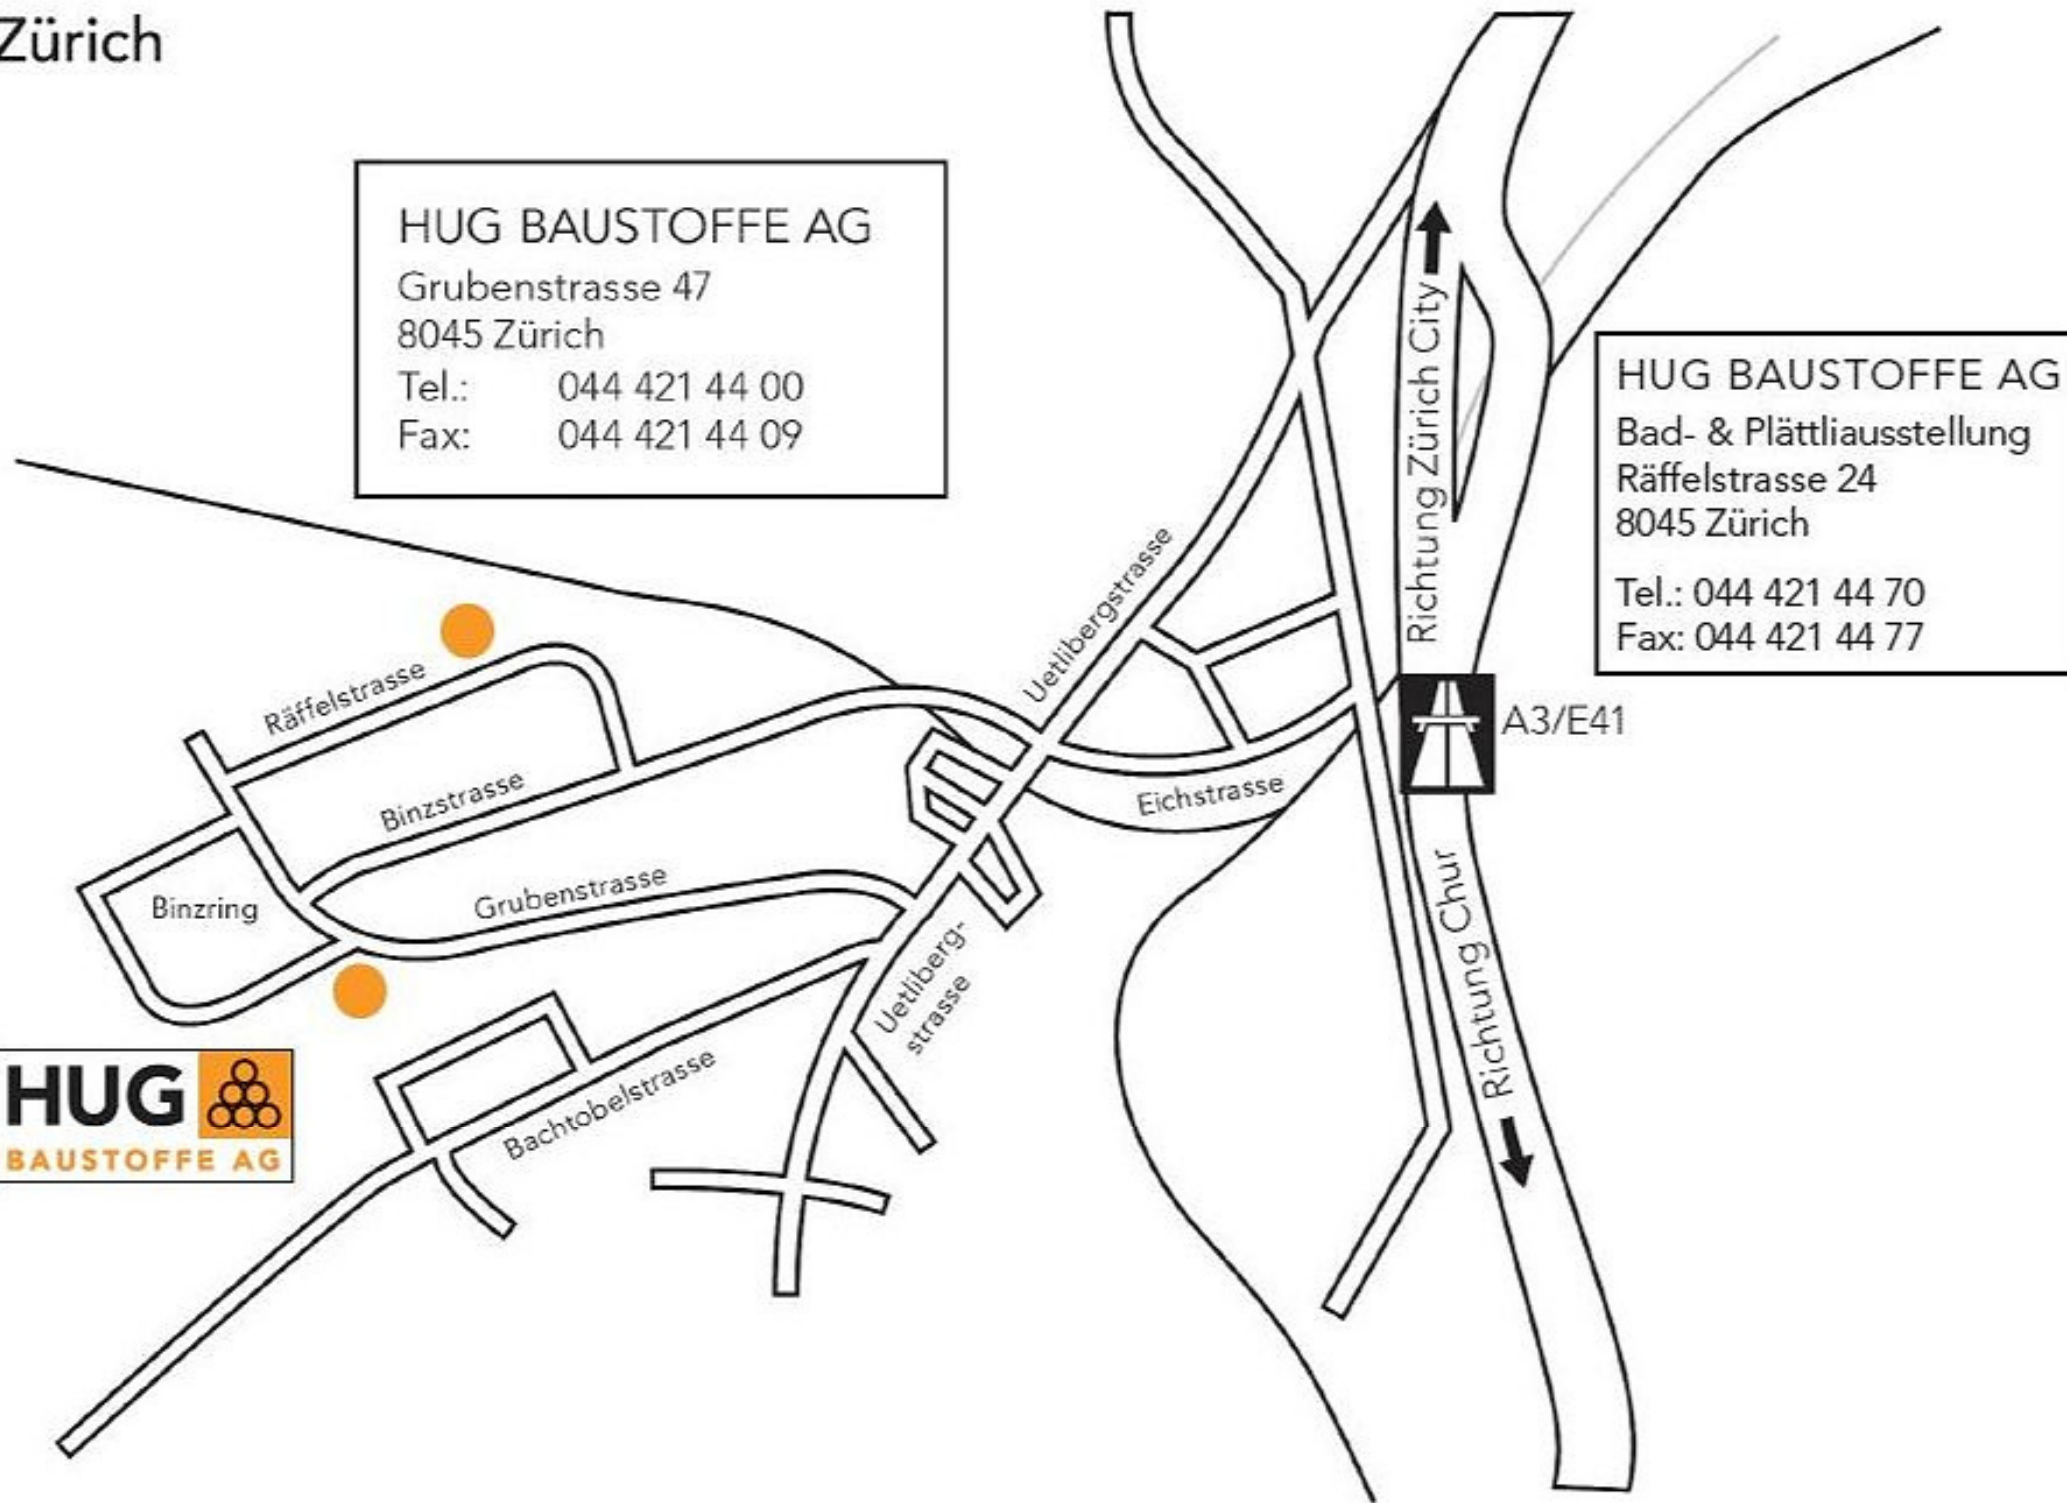 Zürich
HUG BAUSTOFFE AG
Grubenstrasse 47
8045 Zürich
Tel.: 044 421 44 00
Fax: 044 421 44 09
HUG BAUSTOFFE AG
Bad- & Plättliausstellung
Räffelstrasse 24
8045 Zürich
Tel.: 044 421 44 70
Fax: 044 421 44 77
Richtung Zürich City
Uetlibergstrasse
Räffelstrasse
A3/E41
Binzstrasse
Eichstrasse
Grubenstrasse
Binzring
Richtung Chur
Uetliberg-
strasse
Bachtobelstrasse
HUG
BAUSTOFFE AG